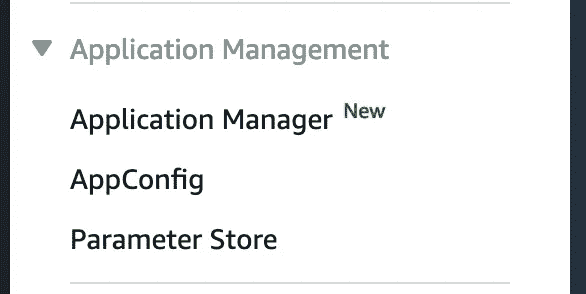 Application Management
Application Manager New
AppConfig
Parameter Store